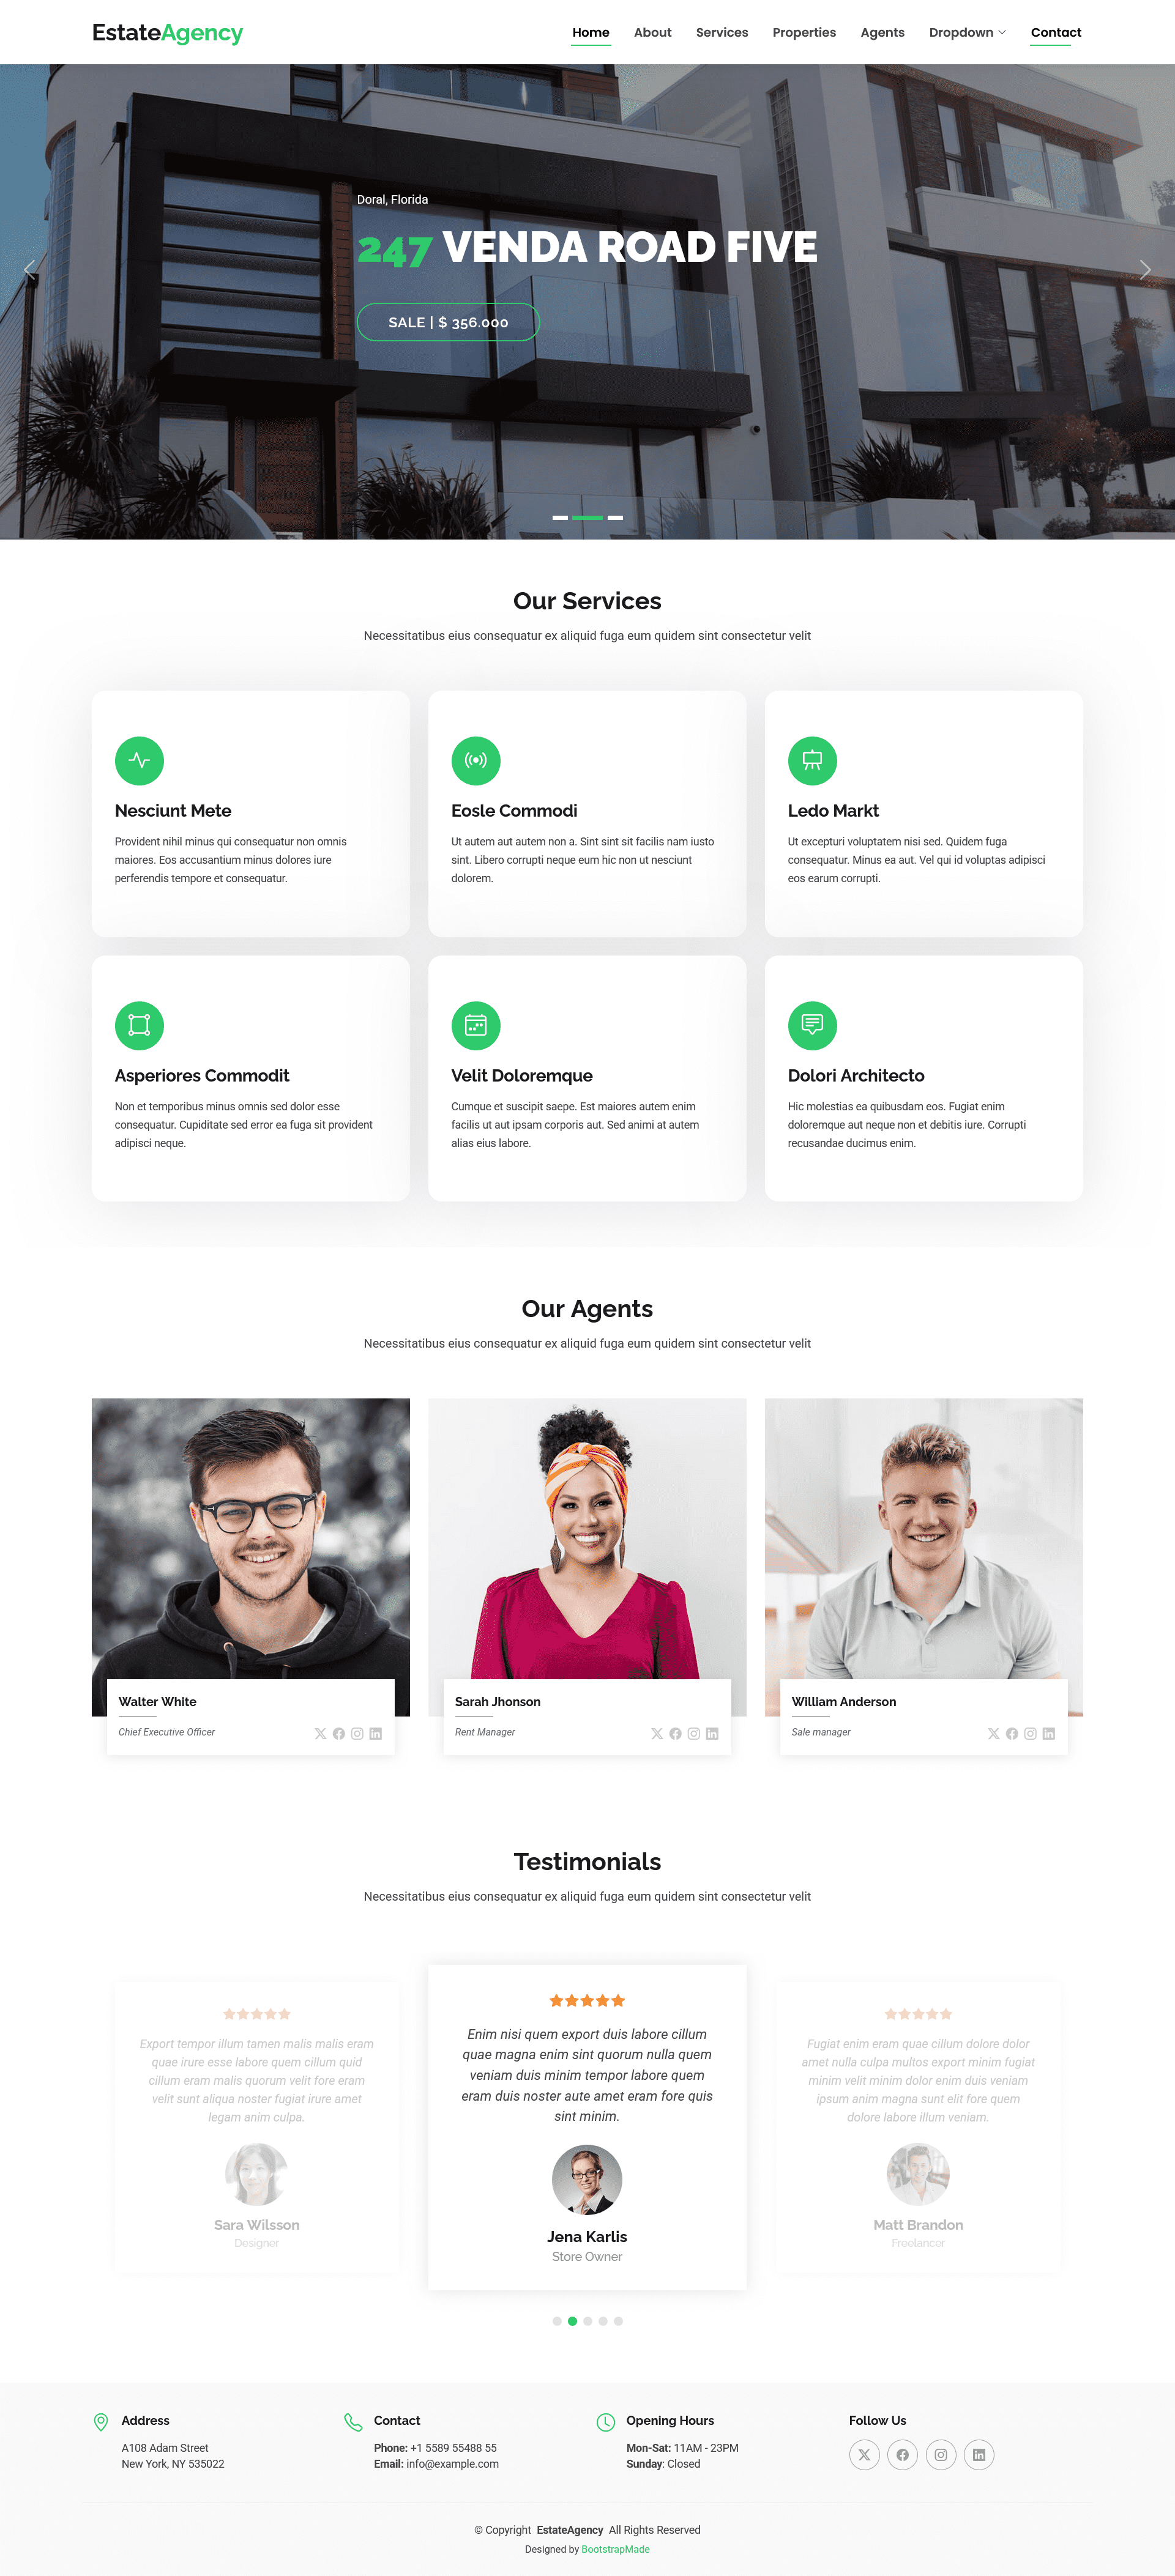 EstateAgency
Home About Services Properties Agents Dropdown Contact
Doral, Florida
247 VENDA ROAD FIVE
SALE | $ 356.000
Our Services
Necessitatibus eius consequatur ex aliquid fuga eum quidem sint consectetur velit
Nesciunt Mete
Provident nihil minus qui consequatur non omnis
maiores. Eos accusantium minus dolores iure
perferendis tempore et consequatur.
Eosle Commodi
Ut autem aut autem non a. Sint sint sit facilis nam iusto
sint. Libero corrupti neque eum hic non ut nesciunt
dolorem.
Ledo Markt
Ut excepturi voluptatem nisi sed. Quidem fuga
consequatur. Minus ea aut. Vel qui id voluptas adipisci
eos earum corrupti.
Asperiores Commodit
Non et temporibus minus omnis sed dolor esse
consequatur. Cupiditate sed error ea fuga sit provident
adipisci neque.
Velit Doloremque
Cumque et suscipit saepe. Est maiores autem enim
facilis ut aut ipsam corporis aut. Sed animi at autem
alias eius labore.
Dolori Architecto
Hic molestias ea quibusdam eos. Fugiat enim
doloremque aut neque non et debitis iure. Corrupti
recusandae ducimus enim.
Our Agents
Necessitatibus eius consequatur ex aliquid fuga eum quidem sint consectetur velit
Walter White
Chief Executive Officer
Sarah Jhonson
Rent Manager
William Anderson
Sale manager
Testimonials
Necessitatibus eius consequatur ex aliquid fuga eum quidem sint consectetur velit
Export tempor illum tamen malis malis eram
quae irure esse labore quem cillum quid
cillum eram malis quorum velit fore eram
velit sunt aliqua noster fugiat irure amet
legam anim culpa.
Sara Wilsson
Designer
Enim nisi quem export duis labore cillum
quae magna enim sint quorum nulla quem
veniam duis minim tempor labore quem
eram duis noster aute amet eram fore quis
sint minim.
Jena Karlis
Store Owner
Fugiat enim eram quae cillum dolore dolor
amet nulla culpa multos export minim fugiat
minim velit minim dolor enim duis veniam
ipsum anim magna sunt elit fore quem
dolore labore illum veniam.
Matt Brandon
Freelancer
Address
A108 Adam Street
New York, NY 535022
Contact
Phone: +1 5589 55488 55
Email: info@example.com
Opening Hours
Mon-Sat: 11AM - 23PM
Sunday: Closed
Follow Us
© Copyright EstateAgency All Rights Reserved
Designed by BootstrapMade